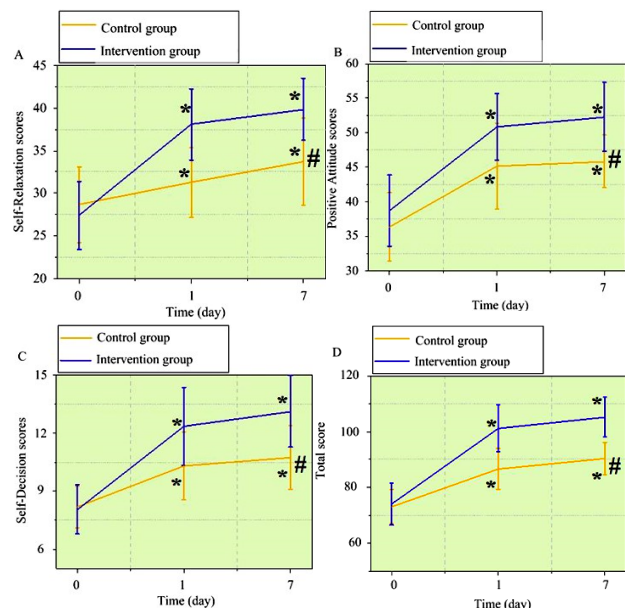 Control group
Intervention group
A
45
40
35
30
25
20
Self-Relaxation scores
*
*
*
*
#
0
1
7
Time (day)
Control group
Intervention group
B
60
55
50
45
40
35
30
Positive Attitude scores
*
*
*
*
#
0
1
7
Time (day)
Control group
Intervention group
C
15
12
9
6
Self-Decision scores
*
*
*
*
#
0
1
7
Time (day)
Control group
Intervention group
D
120
100
80
60
Total score
*
*
*
*
#
0
1
7
Time (day)